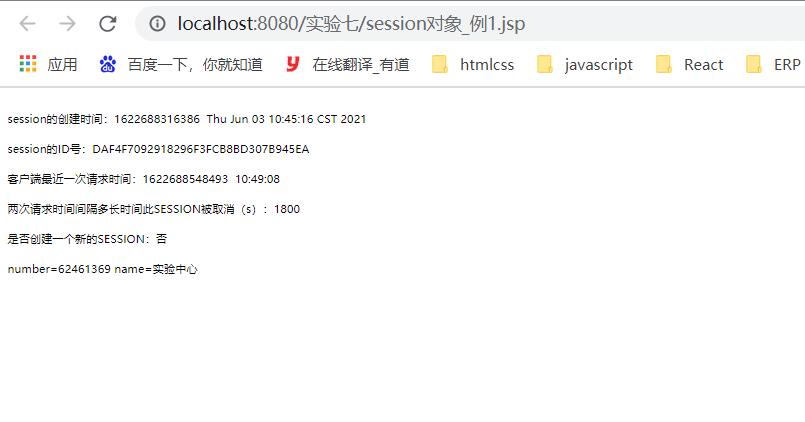 localhost:8080/实验七/session对象_例1.jsp
应用 百度一下，你就知道 在线翻译_有道 htmlcss javascript React ERP
session的创建时间：1622688316386 Thu Jun 03 10:45:16 CST 2021
session的ID号：DAF4F7092918296F3FCB8BD307B945EA
客户端最近一次请求时间：1622688548493 10:49:08
两次请求时间间隔多长时间此SESSION被取消（s）：1800
是否创建一个新的SESSION：否
number=62461369 name=实验中心